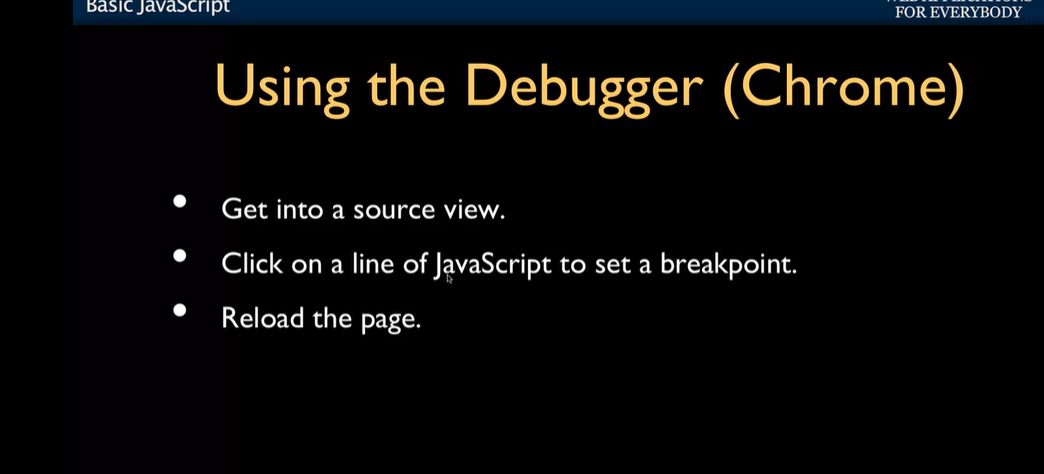 Basic JavaScript
FOR EVERYBODY
Using the Debugger (Chrome)
• Get into a source view.
• Click on a line of JavaScript to set a breakpoint.
• Reload the page.